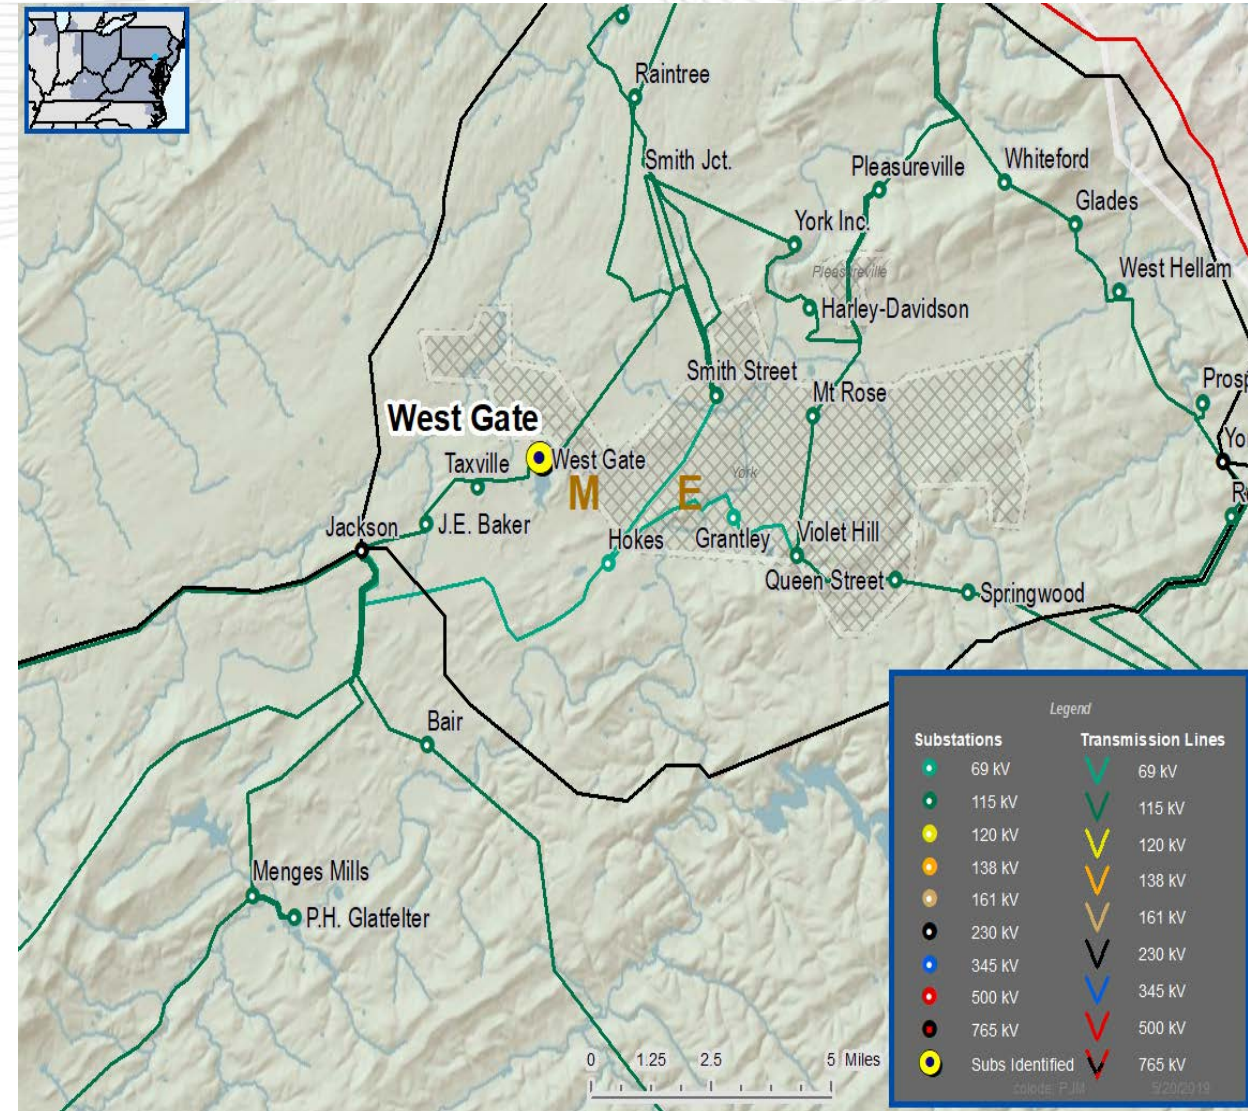 Raintree
Smith Jct.
Pleasureville
Whiteford
Glades
York Inc.
Pleasureville
West Hellam
Harley-Davidson
Smith Street
Mt Rose
West Gate
Taxville
West Gate
York
M E
Jackson
J.E. Baker
Hokes
Grantley
Violet Hill
Queen Street
Springwood
Bair
Menges Mills
P.H. Glatfelter
0 1.25 2.5 5 Miles
Legend
Substations Transmission Lines
69 kV 69 kV
115 kV 115 kV
120 kV 120 kV
138 kV 138 kV
161 kV 161 kV
230 kV 230 kV
345 kV 345 kV
500 kV 500 kV
765 kV 765 kV
Subs Identified
5/20/2019